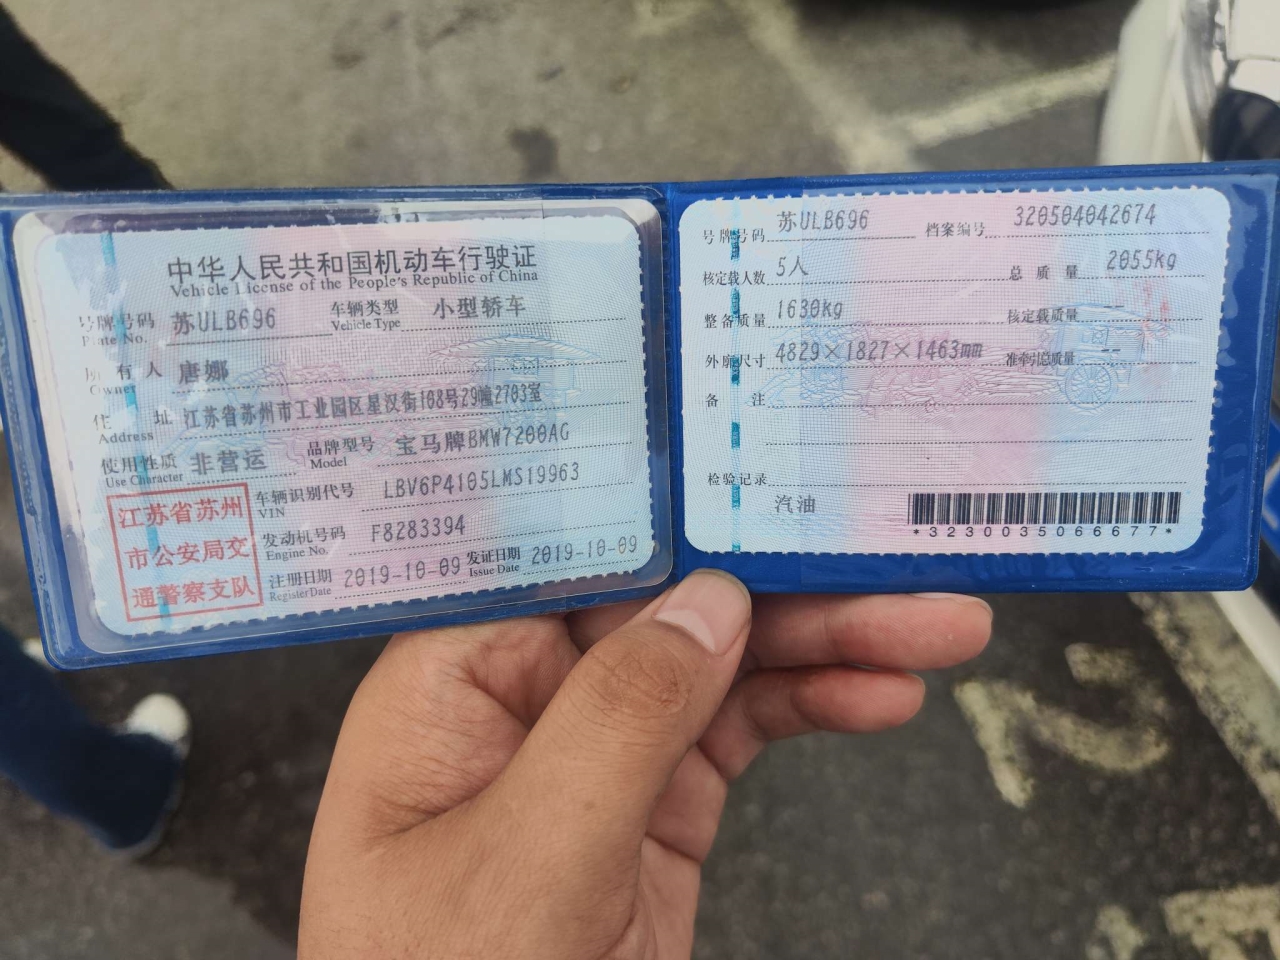 中华人民共和国机动车行驶证
Vehicle License of the People's Republic of China
号牌号码 苏ULB696 车辆类型 小型轿车
Plate No. Vehicle Type
所有人 唐娜
Owner
住址 江苏省苏州市工业园区星汉街168号29幢2703室
Address
使用性质 非营运 品牌型号 宝马牌BMW7200AG
Use Character Model
江苏省苏州
市公安局交
通警察支队
车辆识别代号 LBV6P4105LMS19963
VIN
发动机号码 F8283394
Engine No.
注册日期 2019-10-09 发证日期 2019-10-09
Register Date Issue Date
号牌号码 苏ULB696 档案编号 320504042674
核定载人数 5人 总质量 2055kg
整备质量 1630kg 核定载质量 --
外廓尺寸 4829×1827×1463mm 准牵引总质量 --
备注
检验记录
汽油
*3230035066677*